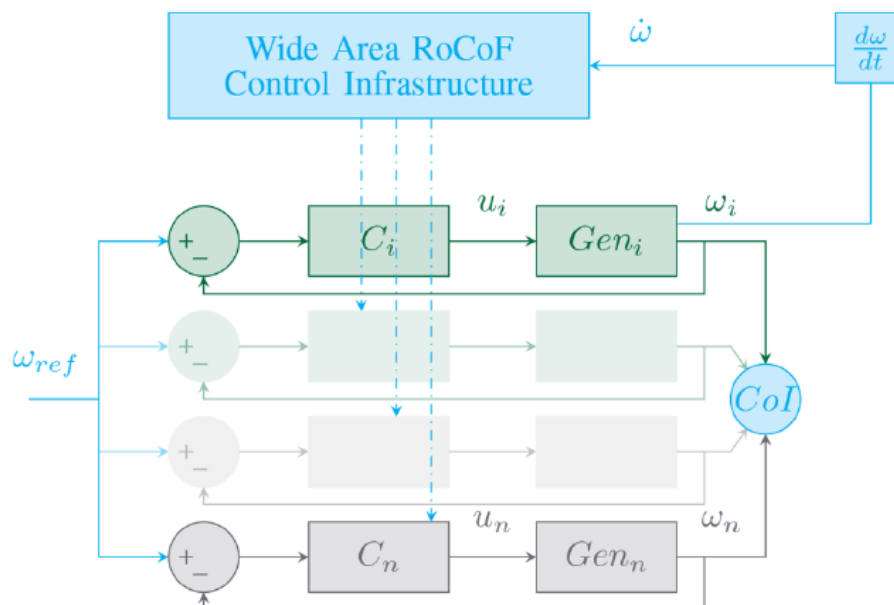 Wide Area RoCoF
Control Infrastructure
ω̇
dω
dt
+
−
C_i
u_i
Gen_i
ω_i
+
−
ω_ref
CoI
+
−
+
−
C_n
u_n
Gen_n
ω_n